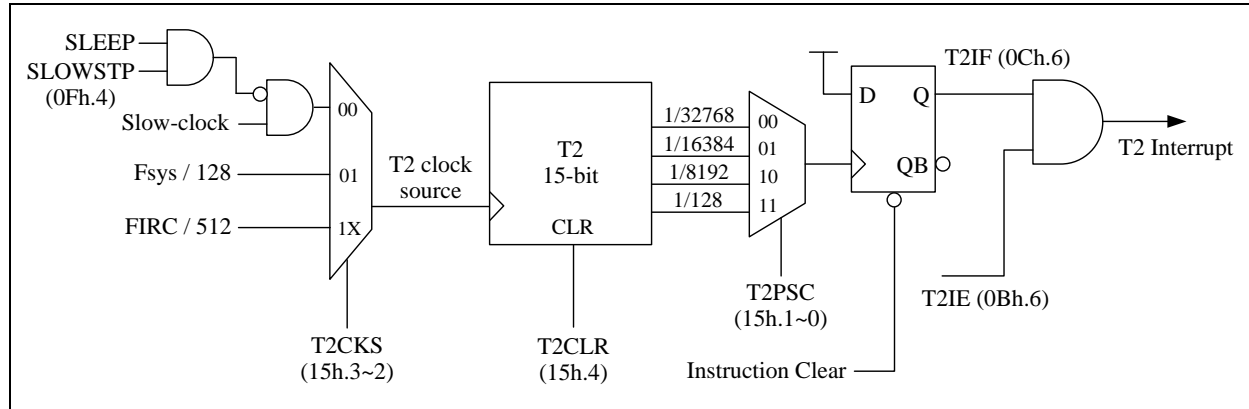 SLEEP
SLOWSTP
(0Fh.4)
Slow-clock
Fsys / 128
FIRC / 512
00
01
1X
T2CKS
(15h.3~2)
T2 clock
source
T2
15-bit
CLR
T2CLR
(15h.4)
1/32768
1/16384
1/8192
1/128
00
01
10
11
T2PSC
(15h.1~0)
D
Q
QB
Instruction Clear
T2IF (0Ch.6)
T2IE (0Bh.6)
T2 Interrupt